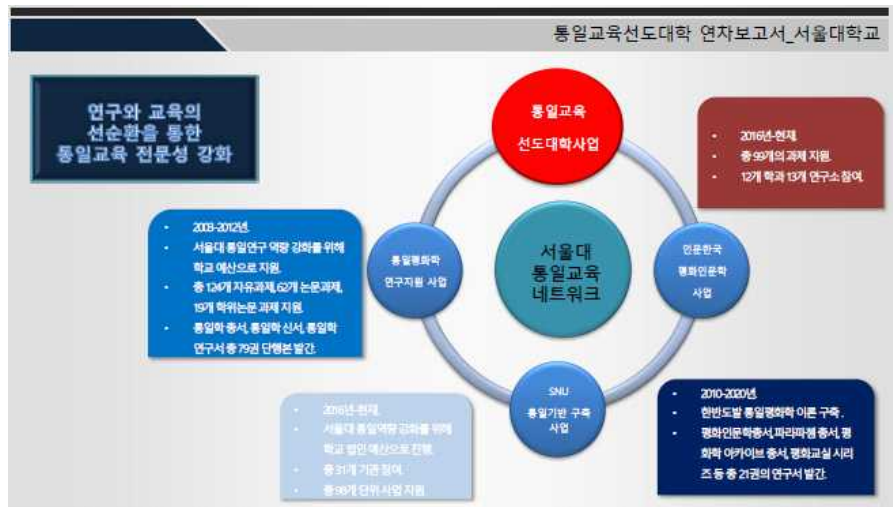 통일교육선도대학 연차보고서_서울대학교
연구와 교육의
선순환을 통한
통일교육 전문성 강화
통일교육
선도대학사업
• 2016년-현재.
• 총 99개의 과제 지원.
• 12개 학과 13개 연구소 참여.
• 2003-2012년.
• 서울대 통일연구 역량 강화를 위해
학교 예산으로 지원.
• 총 124개 자유과제, 62개 논문과제,
19개 학위논문 과제 지원.
• 통일학 총서, 통일학 신서, 통일학
연구서 총 79권 단행본 발간.
통일평화학
연구지원 사업
서울대
통일교육
네트워크
인문한국
평화인문학
사업
SNU
통일기반 구축
사업
• 2016년-현재.
• 서울대 통일역량 강화를 위해
학교 법인 예산으로 진행.
• 총 31개 기관 참여.
• 총 98개 단위 사업 지원
• 2010-2020년.
• 한반도발 통일평화학 이론 구축.
• 평화인문학총서, 파라파쳄 총서, 평
화학 아카이브 총서, 평화교실 시리
즈 등 총 21권의 연구서 발간.